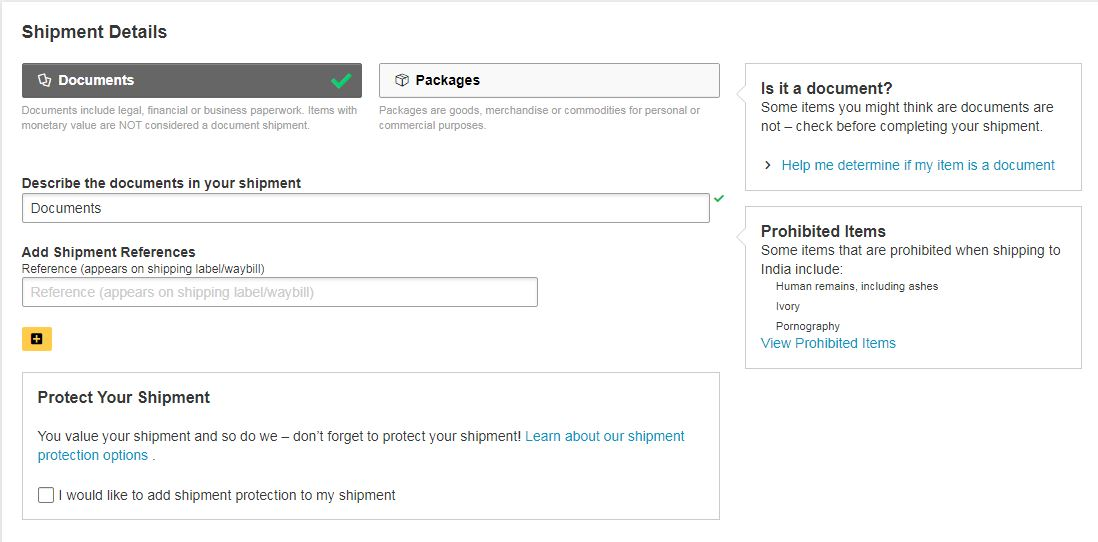 Shipment Details
Documents
Packages
Documents include legal, financial or business paperwork. Items with
monetary value are NOT considered a document shipment.
Packages are goods, merchandise or commodities for personal or
commercial purposes.
Describe the documents in your shipment
Documents
Add Shipment References
Reference (appears on shipping label/waybill)
Reference (appears on shipping label/waybill)
Protect Your Shipment
You value your shipment and so do we – don’t forget to protect your shipment! Learn about our shipment
protection options .
I would like to add shipment protection to my shipment
Is it a document?
Some items you might think are documents are
not – check before completing your shipment.
Help me determine if my item is a document
Prohibited Items
Some items that are prohibited when shipping to
India include:
Human remains, including ashes
Ivory
Pornography
View Prohibited Items